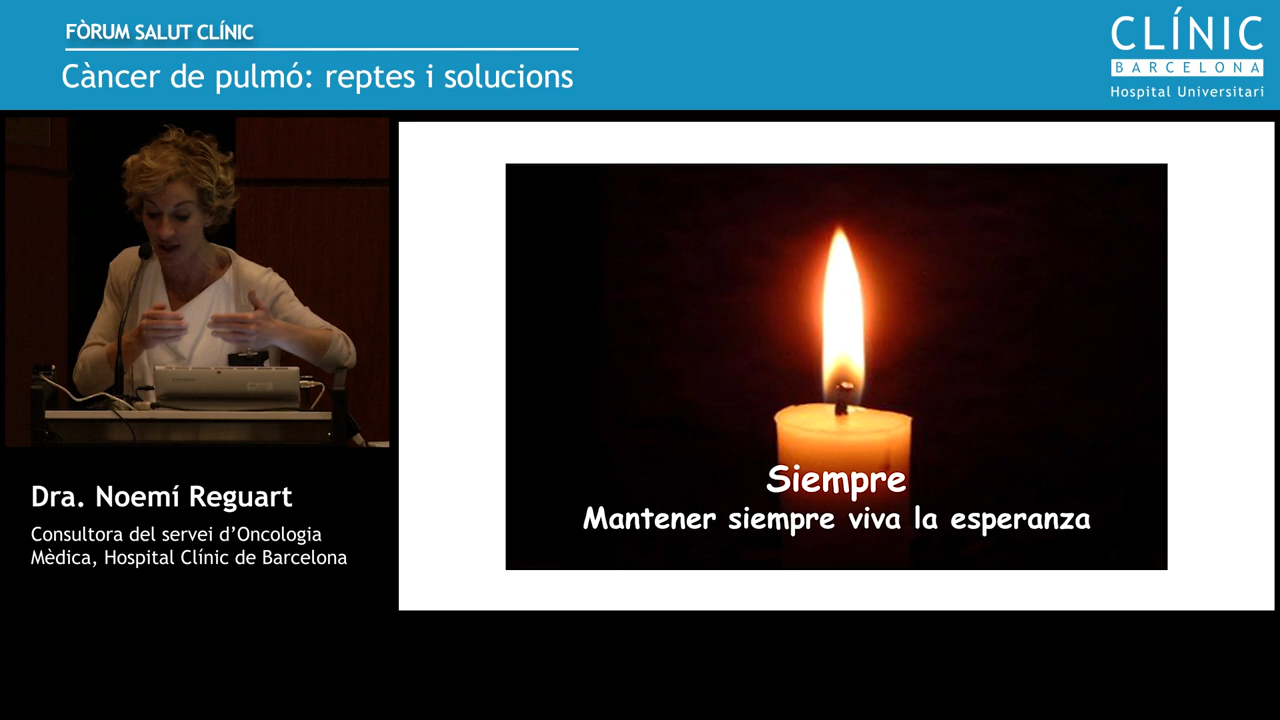 FÒRUM SALUT CLÍNIC
Càncer de pulmó: reptes i solucions
CLÍNIC
BARCELONA
Hospital Universitari
Siempre
Mantener siempre viva la esperanza
Dra. Noemí Reguart
Consultora del servei d’Oncologia
Mèdica, Hospital Clínic de Barcelona